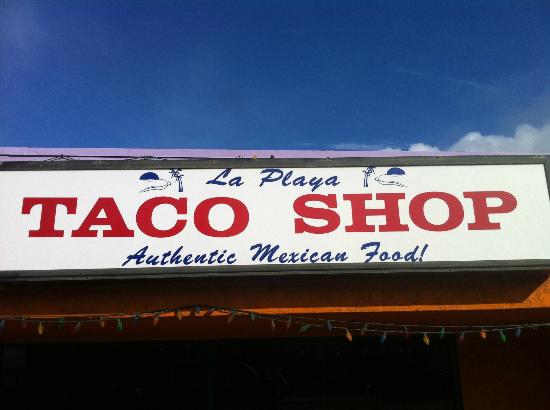 La Playa
TACO SHOP
Authentic Mexican Food!